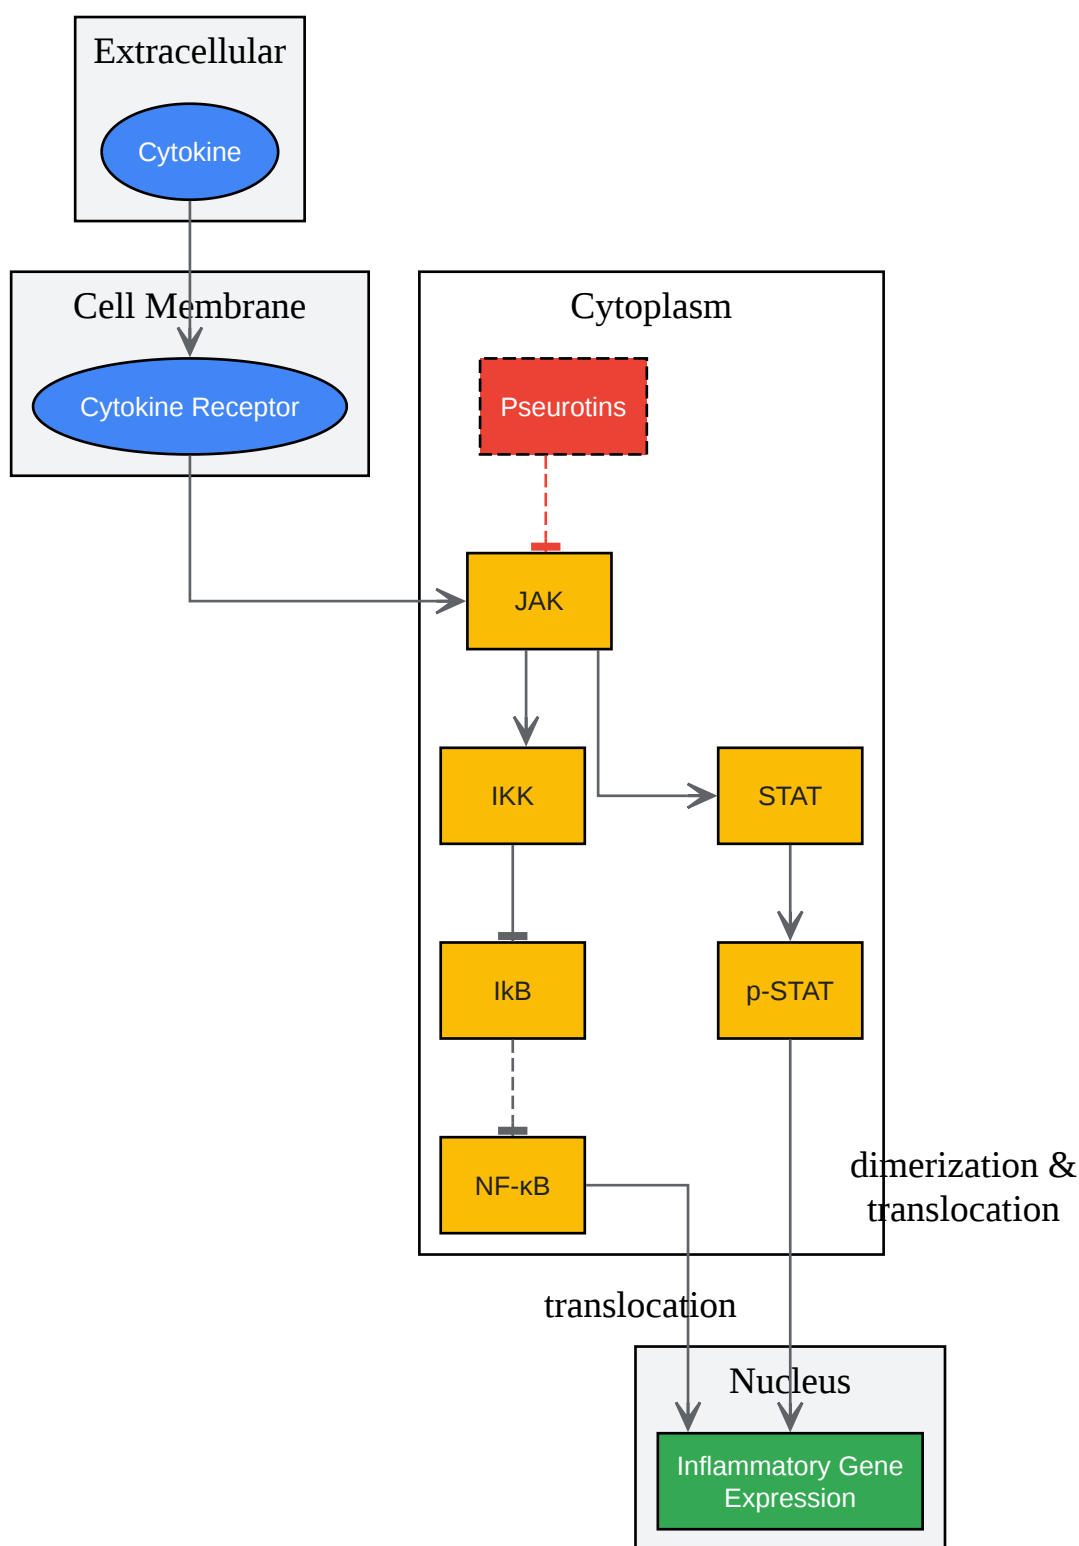 Extracellular
Cytokine
Cell Membrane
Cytokine Receptor
Cytoplasm
Pseurotins
JAK
IKK
STAT
IkB
p-STAT
NF-κB
dimerization &
translocation
translocation
Nucleus
Inflammatory Gene
Expression